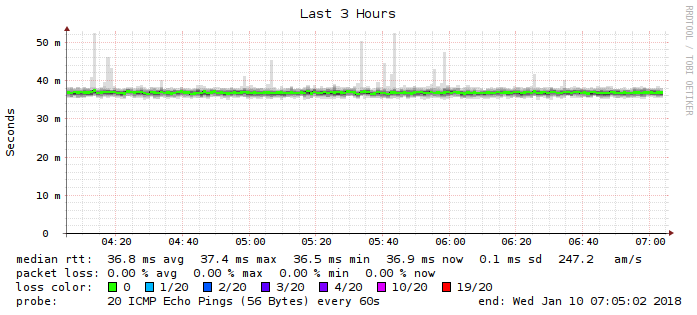 Last 3 Hours
RRDTOOL / TOBI OETIKER
Seconds
50 m
40 m
30 m
20 m
10 m
0
04:20 04:40 05:00 05:20 05:40 06:00 06:20 06:40 07:00
median rtt: 36.8 ms avg 37.4 ms max 36.5 ms min 36.9 ms now 0.1 ms sd 247.2 am/s
packet loss: 0.00 % avg 0.00 % max 0.00 % min 0.00 % now
loss color: 0 1/20 2/20 3/20 4/20 10/20 19/20
probe: 20 ICMP Echo Pings (56 Bytes) every 60s end: Wed Jan 10 07:05:02 2018